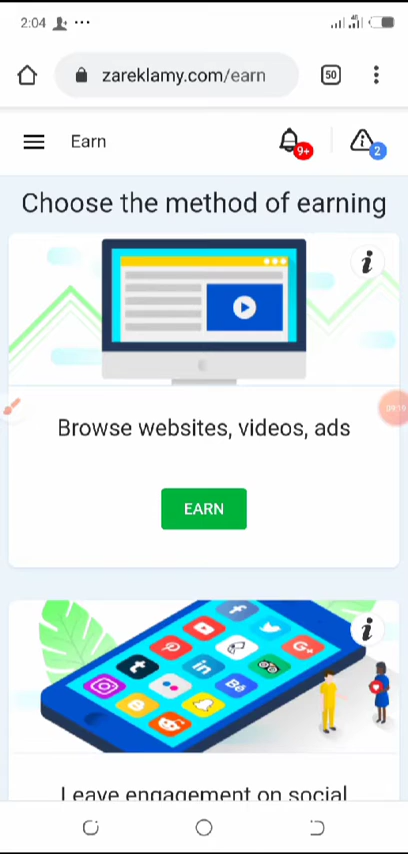 2:04
zareklamy.com/earn
50
Earn
9+
2
Choose the method of earning
Browse websites, videos, ads
EARN
Leave engagement on social